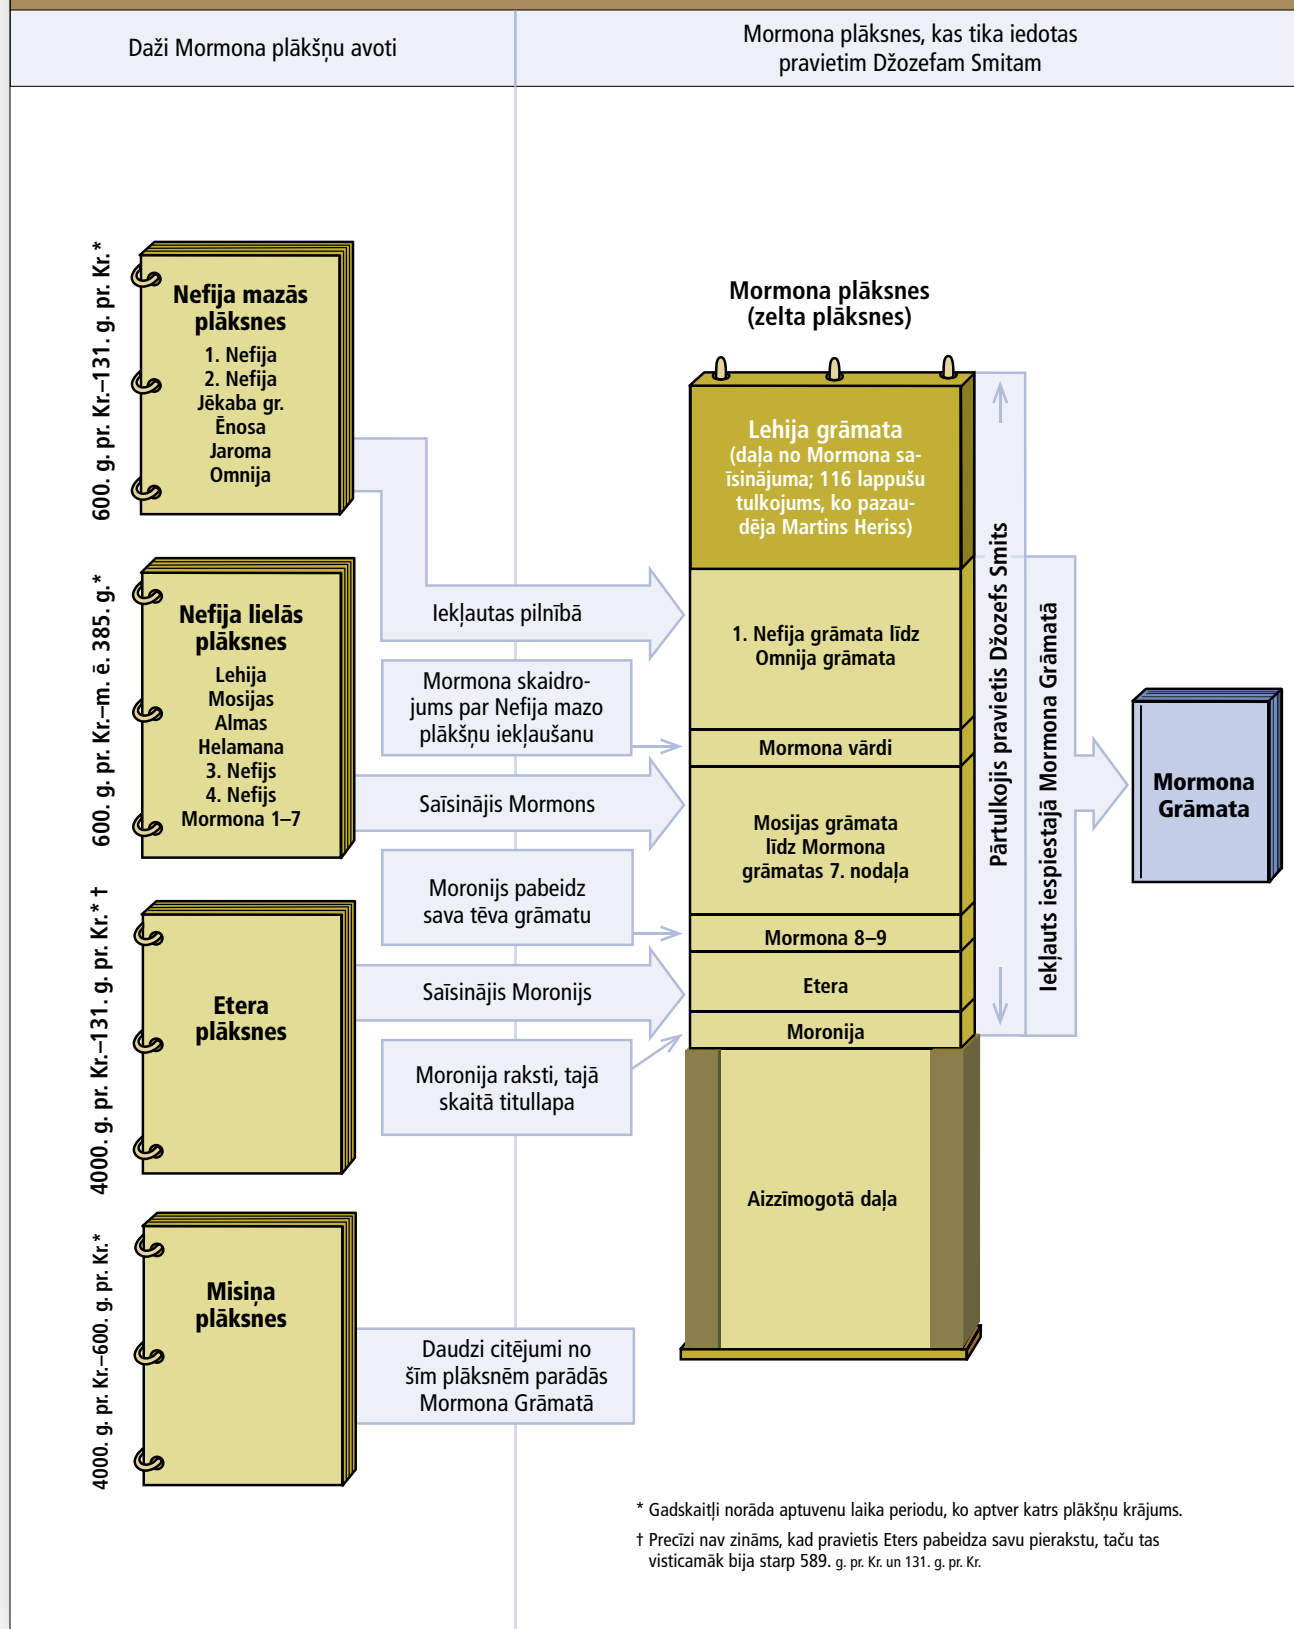 Daži Mormona plākšņu avoti
Mormona plāksnes, kas tika iedotas
pravietim Džozefam Smitam
600. g. pr. Kr.–131. g. pr. Kr.*
Nefija mazās
plāksnes
1. Nefija
2. Nefija
Jēkaba gr.
Ēnosa
Jaroma
Omnija
600. g. pr. Kr.–m. ē. 385. g.*
Nefija lielās
plāksnes
Lehija
Mosijas
Almas
Helamana
3. Nefijs
4. Nefijs
Mormona 1–7
4000. g. pr. Kr.–131. g. pr. Kr.* †
Etera
plāksnes
4000. g. pr. Kr.–600. g. pr. Kr.*
Misiņa
plāksnes
Iekļautas pilnībā
Mormona skaidro-
jums par Nefija mazo
plākšņu iekļaušanu
Saīsinājis Mormons
Moronijs pabeidz
sava tēva grāmatu
Saīsinājis Moronijs
Moronija raksti, tajā
skaitā titullapa
Daudzi citējumi no
šīm plāksnēm parādās
Mormona Grāmatā
Mormona plāksnes
(zelta plāksnes)
Lehija grāmata
(daļa no Mormona sa-
īsinājuma; 116 lappušu
tulkojums, ko pazau-
dēja Martins Heriss)
1. Nefija grāmata līdz
Omnija grāmata
Mormona vārdi
Mosijas grāmata
līdz Mormona
grāmatas 7. nodaļa
Mormona 8–9
Etera
Moronija
Aizzīmogotā daļa
Pārtulkojis pravietis Džozefs Smits
Iekļauts iespiestajā Mormona Grāmatā
Mormona
Grāmata
* Gadskaitļi norāda aptuvenu laika periodu, ko aptver katrs plākšņu krājums.
† Precīzi nav zināms, kad pravietis Eters pabeidza savu pierakstu, taču tas
visticamāk bija starp 589. g. pr. Kr. un 131. g. pr. Kr.